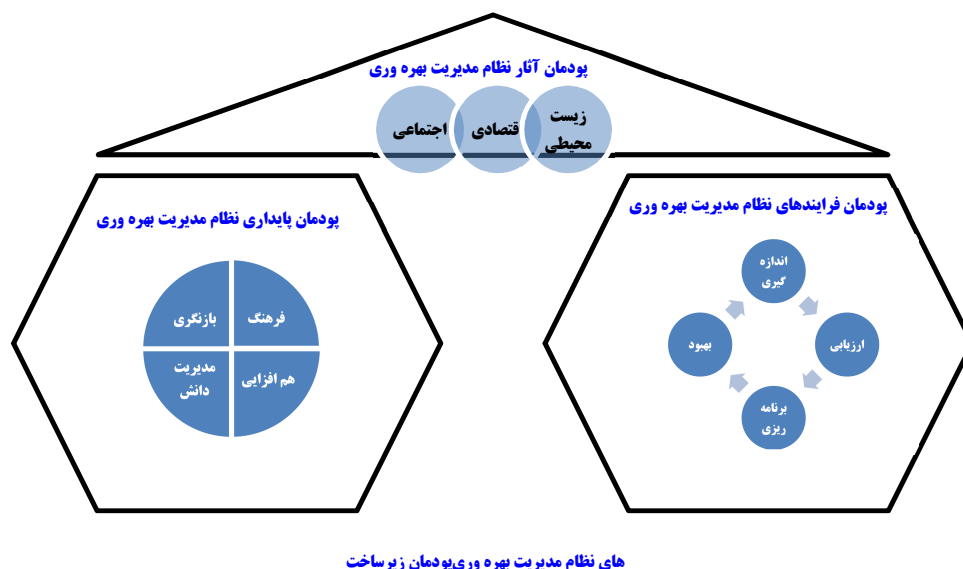 پودمان آثار نظام مدیریت بهره وری
زیست
محیطی
قتصادی
اجتماعی
پودمان فرایندهای نظام مدیریت بهره وری
اندازه
گیری
ارزیابی
برنامه
ریزی
بهبود
پودمان پایداری نظام مدیریت بهره وری
فرهنگ
بازنگری
هم افزایی
مدیریت
دانش
های نظام مدیریت بهره وریپودمان زیرساخت